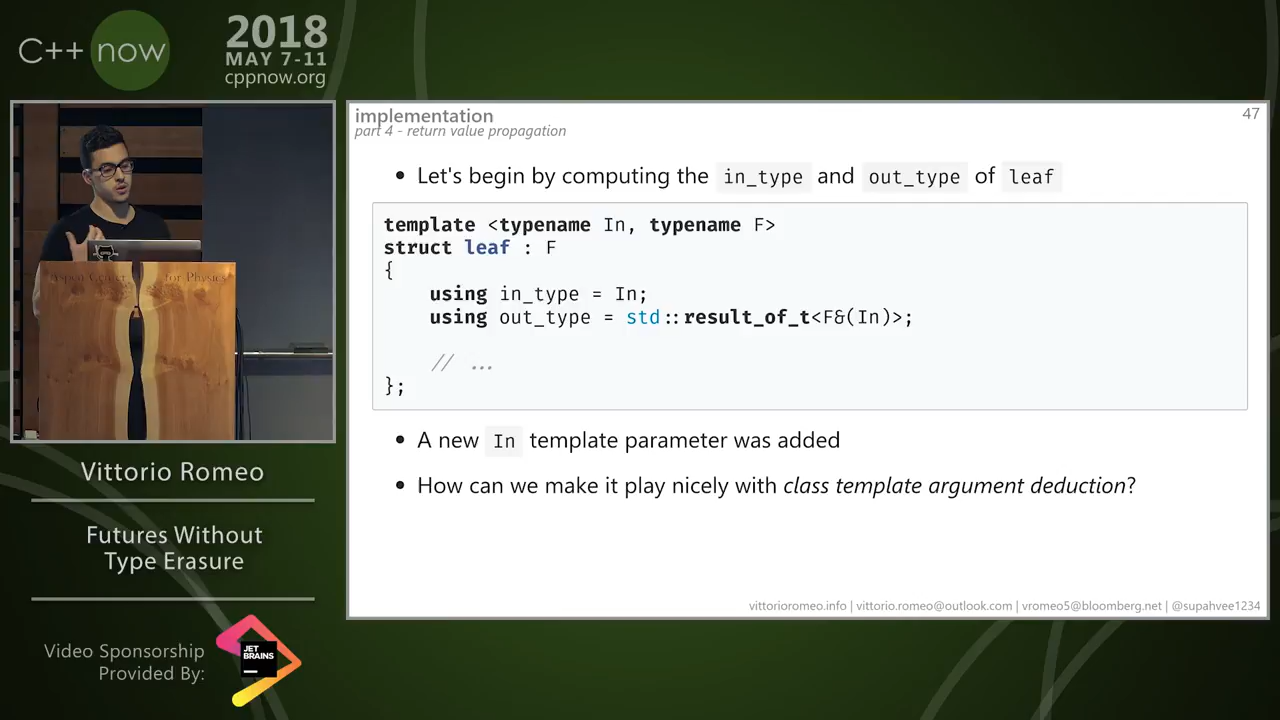 C++ now
2018
MAY 7-11
cppnow.org
Aspen Center for Physics
Vittorio Romeo
Futures Without
Type Erasure
Video Sponsorship
Provided By:
JET
BRAINS
implementation
47
part 4 - return value propagation
• Let's begin by computing the in_type and out_type of leaf
template <typename In, typename F>
struct leaf : F
{
    using in_type = In;
    using out_type = std::result_of_t<F&(In)>;
    // ...
};
• A new In template parameter was added
• How can we make it play nicely with class template argument deduction?
vittorioromeo.info | vittorio.romeo@outlook.com | vromeo5@bloomberg.net | @supahvee1234